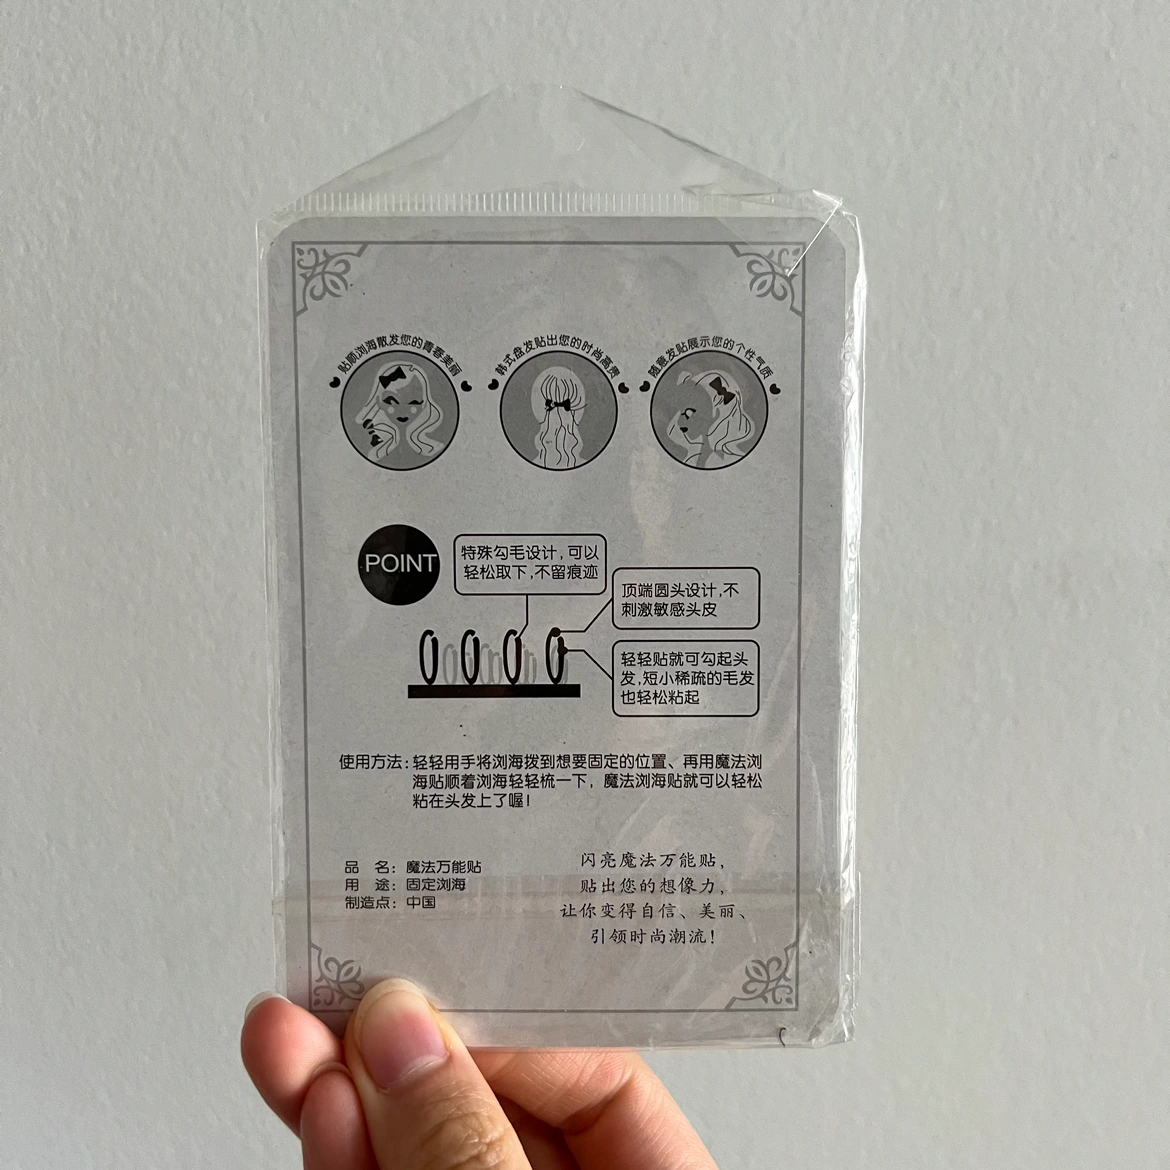 贴顺浏海散发您的青春美丽
韩式盘发贴出您的时尚高贵
随意发贴展示您的个性气质
POINT
特殊勾毛设计，可以
轻松取下，不留痕迹
顶端圆头设计，不
刺激敏感头皮
轻轻贴就可勾起头
发，短小稀疏的毛发
也轻松粘起
使用方法：轻轻用手将浏海拨到想要固定的位置、再用魔法浏
海贴顺着浏海轻轻梳一下，魔法浏海贴就可以轻松
粘在头发上了喔！
品 名：魔法万能贴
用 途：固定浏海
制造点：中国
闪亮魔法万能贴，
贴出您的想像力，
让你变得自信、美丽、
引领时尚潮流！